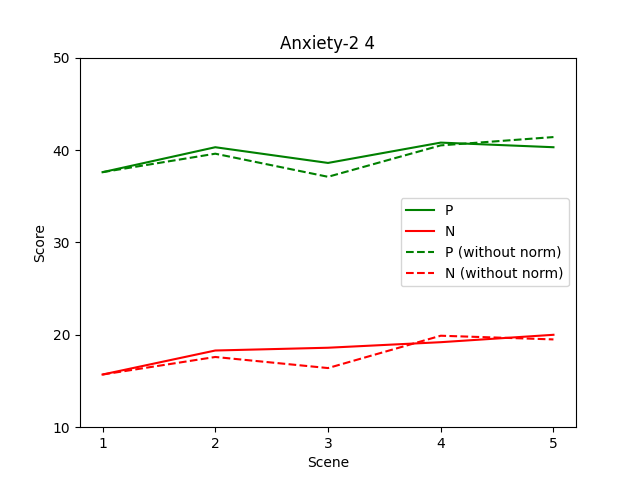 Anxiety-2 4
50
40
30
20
10
Score
P
N
P (without norm)
N (without norm)
1 2 3 4 5
Scene